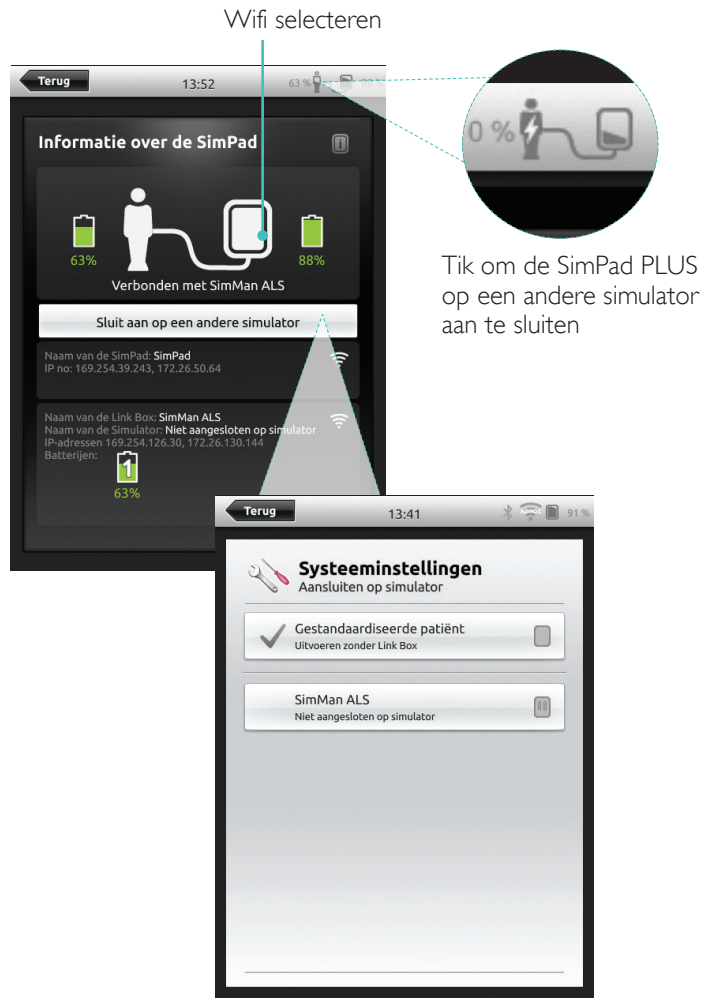 Wifi selecteren
Terug
13:52
63 %
88 %
Informatie over de SimPad
63%
88%
Verbonden met SimMan ALS
Sluit aan op een andere simulator
Naam van de SimPad: SimPad
IP no: 169.254.39.243, 172.26.50.64
Naam van de Link Box: SimMan ALS
Naam van de Simulator: Niet aangesloten op simulator
IP-adressen 169.254.126.30, 172.26.130.144
Batterijen:
1
63%
0 %
Tik om de SimPad PLUS
op een andere simulator
aan te sluiten
Terug
13:41
91 %
Systeeminstellingen
Aansluiten op simulator
Gestandaardiseerde patiënt
Uitvoeren zonder Link Box
SimMan ALS
Niet aangesloten op simulator